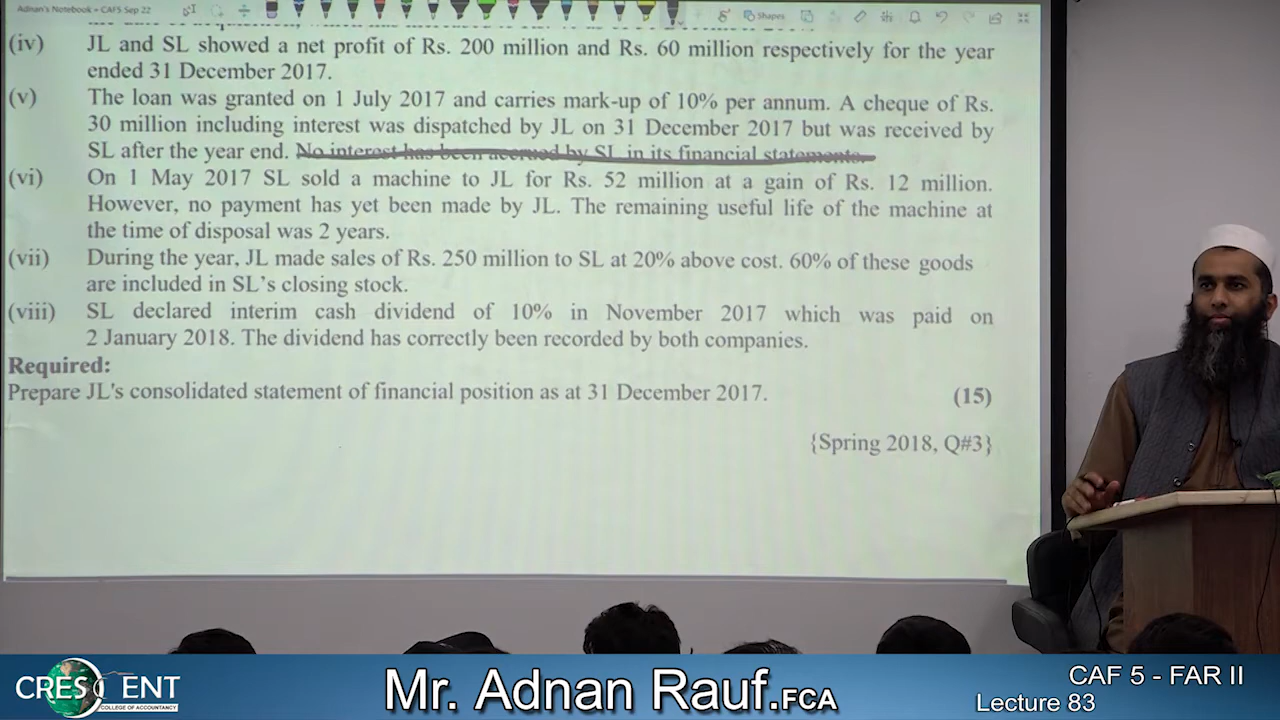 Adnan's Notebook » CAF5 Sep 22
Shapes
(iv) JL and SL showed a net profit of Rs. 200 million and Rs. 60 million respectively for the year
ended 31 December 2017.
(v) The loan was granted on 1 July 2017 and carries mark-up of 10% per annum. A cheque of Rs.
30 million including interest was dispatched by JL on 31 December 2017 but was received by
SL after the year end. No interest has been accrued by SL in its financial statements.
(vi) On 1 May 2017 SL sold a machine to JL for Rs. 52 million at a gain of Rs. 12 million.
However, no payment has yet been made by JL. The remaining useful life of the machine at
the time of disposal was 2 years.
(vii) During the year, JL made sales of Rs. 250 million to SL at 20% above cost. 60% of these goods
are included in SL's closing stock.
(viii) SL declared interim cash dividend of 10% in November 2017 which was paid on
2 January 2018. The dividend has correctly been recorded by both companies.
Required:
Prepare JL's consolidated statement of financial position as at 31 December 2017. (15)
{Spring 2018, Q#3}
CRESCENT
COLLEGE OF ACCOUNTANCY
Mr. Adnan Rauf.FCA
CAF 5 - FAR II
Lecture 83